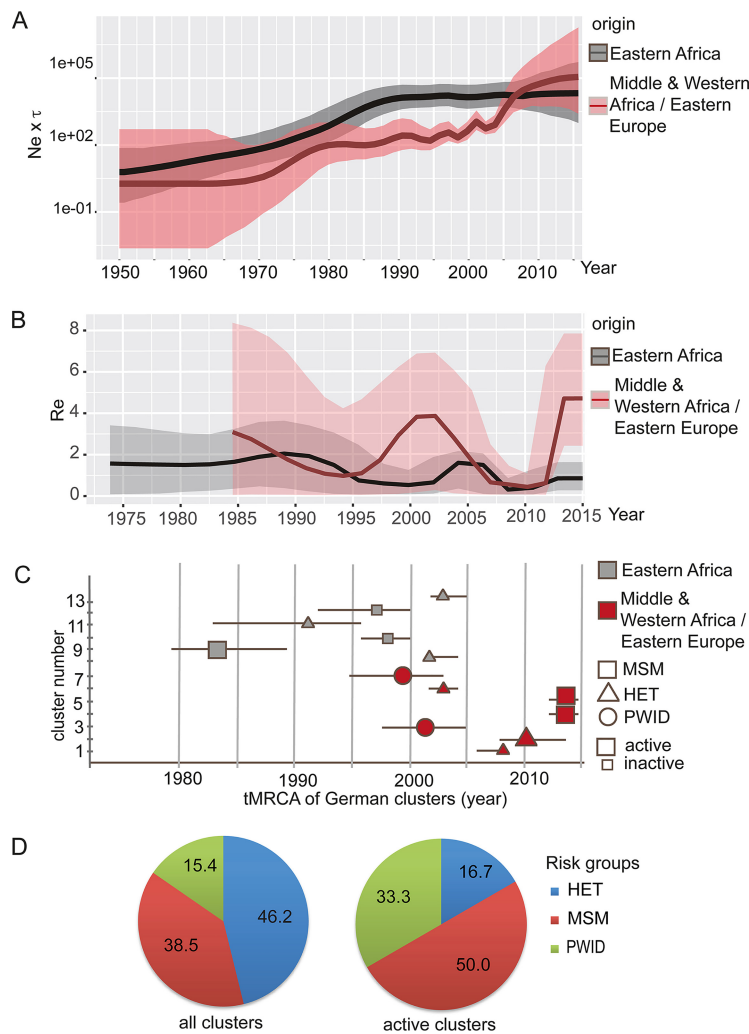 A
Ne x τ
1e+05
1e+02
1e-01
1950 1960 1970 1980 1990 2000 2010 Year
origin
Eastern Africa
Middle & Western
Africa / Eastern
Europe
B
Re
8
6
4
2
0
1975 1980 1985 1990 1995 2000 2005 2010 2015 Year
origin
Eastern Africa
Middle &
Western Africa /
Eastern Europe
C
cluster number
13
11
9
7
5
3
1
1980 1990 2000 2010
tMRCA of German clusters (year)
Eastern Africa
Middle &
Western Africa /
Eastern Europe
MSM
HET
PWID
active
inactive
D
15.4
46.2
38.5
all clusters
16.7
33.3
50.0
active clusters
Risk groups
HET
MSM
PWID